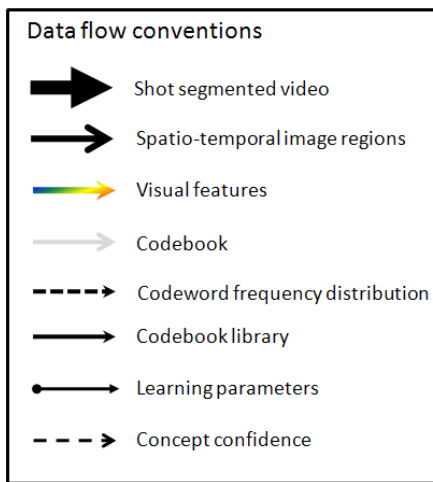 Data flow conventions
Shot segmented video
Spatio-temporal image regions
Visual features
Codebook
Codeword frequency distribution
Codebook library
Learning parameters
Concept confidence